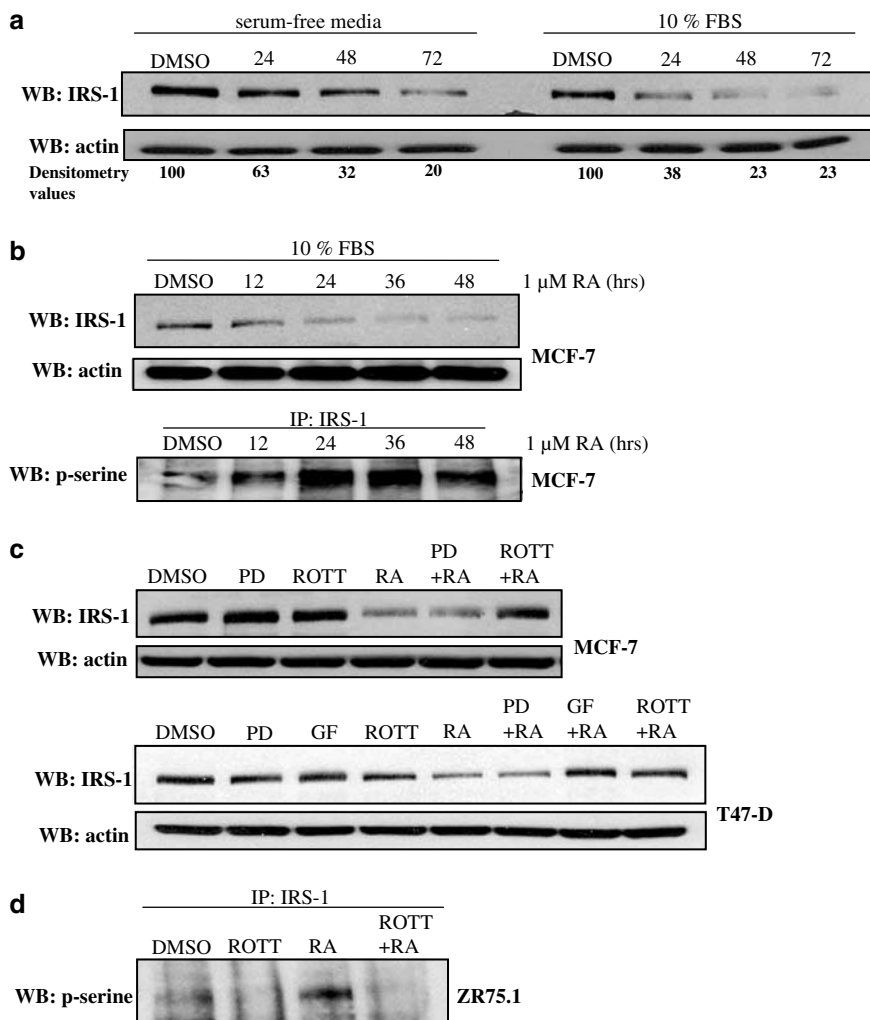 a
serum-free media 10 % FBS
DMSO 24 48 72 DMSO 24 48 72
WB: IRS-1
WB: actin
Densitometry values 100 63 32 20 100 38 23 23
b
10 % FBS
DMSO 12 24 36 48 1 µM RA (hrs)
WB: IRS-1
MCF-7
WB: actin
IP: IRS-1
DMSO 12 24 36 48 1 µM RA (hrs)
WB: p-serine MCF-7
c
DMSO PD ROTT RA PD +RA ROTT +RA
WB: IRS-1
MCF-7
WB: actin
DMSO PD GF ROTT RA PD +RA GF +RA ROTT +RA
WB: IRS-1
T47-D
WB: actin
d
IP: IRS-1
DMSO ROTT RA ROTT +RA
WB: p-serine ZR75.1